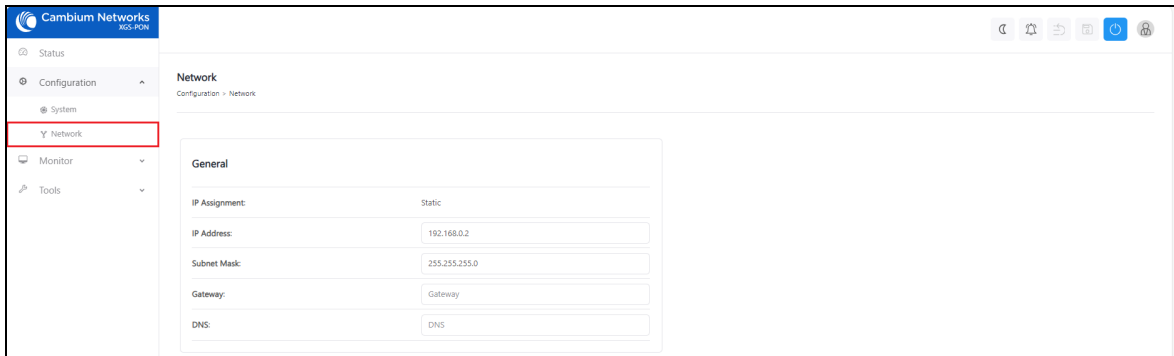 Cambium Networks
XGS-PON
Status
Configuration
System
Network
Monitor
Tools
Network
Configuration > Network
General
IP Assignment: Static
IP Address: 192.168.0.2
Subnet Mask: 255.255.255.0
Gateway: Gateway
DNS: DNS